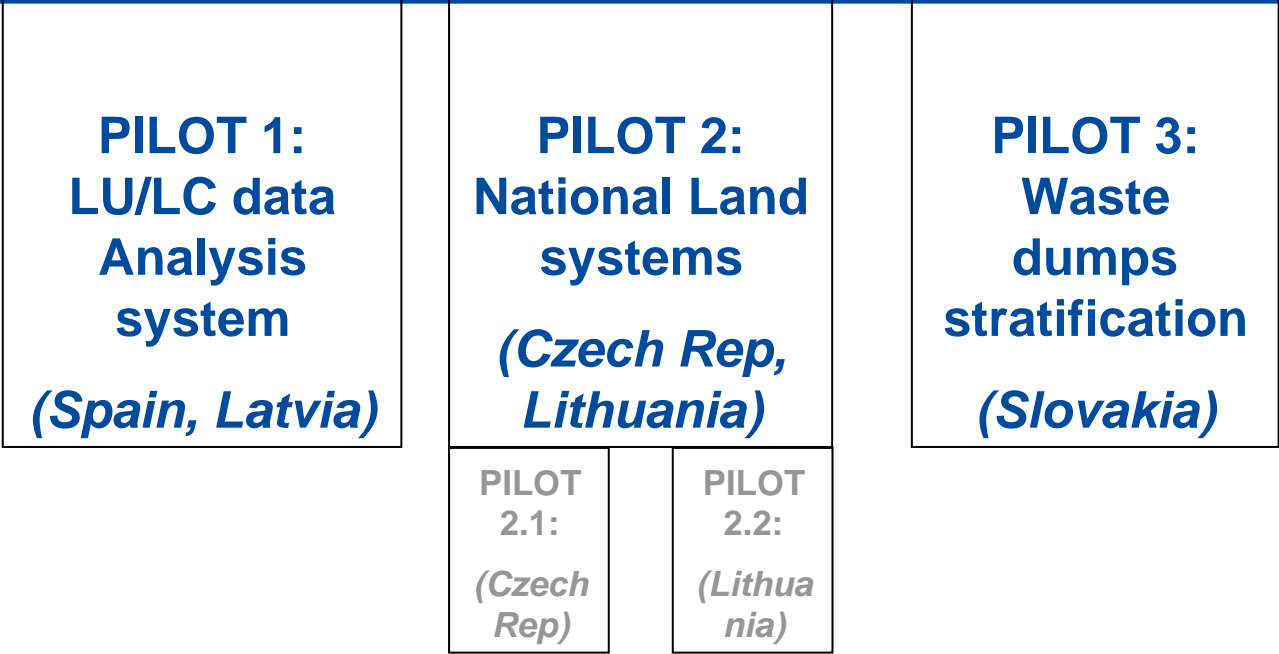 PILOT 1:
LU/LC data
Analysis
system
(Spain, Latvia)
PILOT 2:
National Land
systems
(Czech Rep,
Lithuania)
PILOT 3:
Waste
dumps
stratification
(Slovakia)
PILOT
2.1:
(Czech
Rep)
PILOT
2.2:
(Lithua
nia)